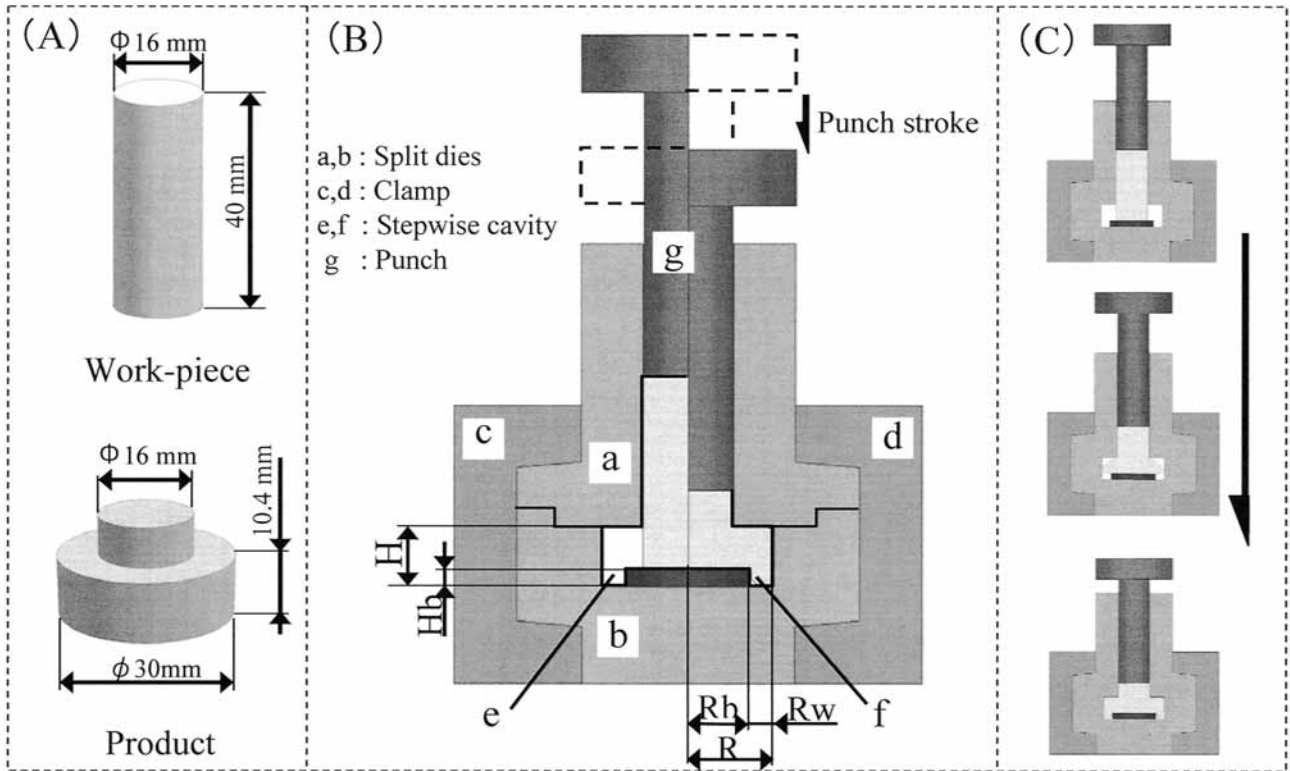 (A)
Φ16 mm
40 mm
Work-piece
Φ16 mm
10.4 mm
ϕ30mm
Product
(B)
Punch stroke
a,b : Split dies
c,d : Clamp
e,f : Stepwise cavity
g : Punch
g
c
d
a
H
Hb
b
e
Rb
Rw
f
R
(C)